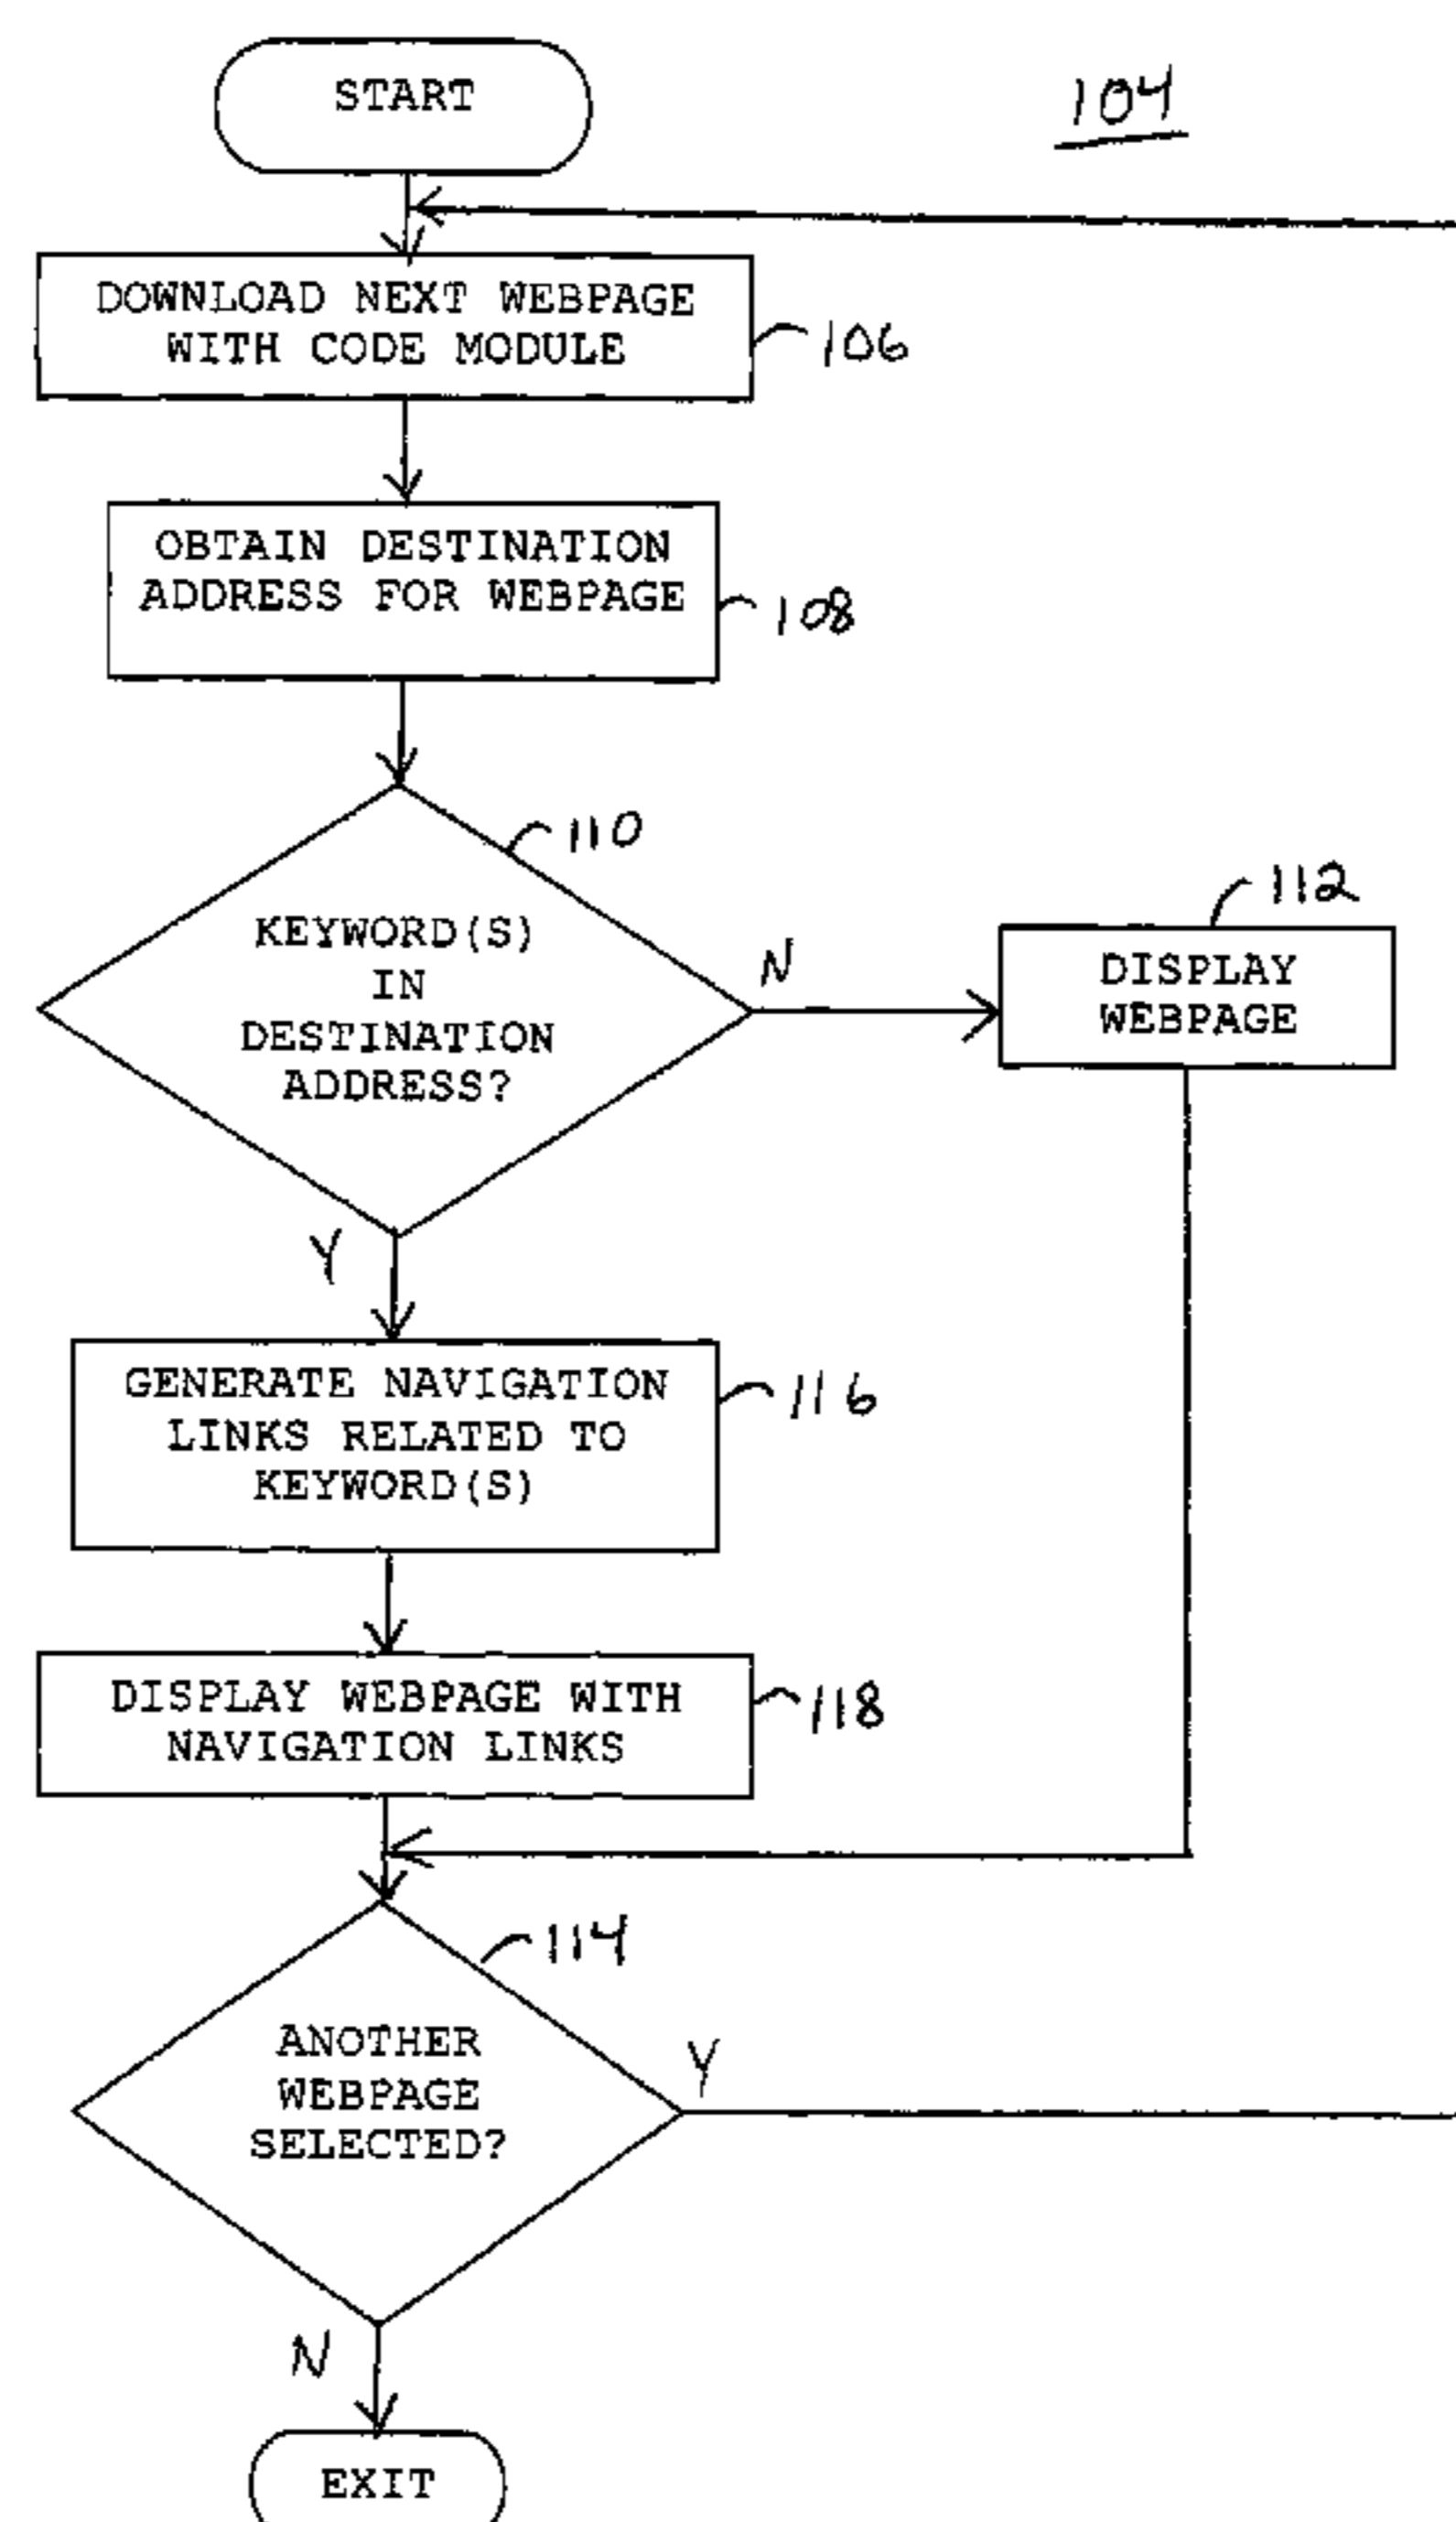 START
104
DOWNLOAD NEXT WEBPAGE
WITH CODE MODULE
106
OBTAIN DESTINATION
ADDRESS FOR WEBPAGE
108
110
KEYWORD(S)
IN
DESTINATION
ADDRESS?
N
112
DISPLAY
WEBPAGE
Y
GENERATE NAVIGATION
LINKS RELATED TO
KEYWORD(S)
116
DISPLAY WEBPAGE WITH
NAVIGATION LINKS
118
114
ANOTHER
WEBPAGE
SELECTED?
Y
N
EXIT